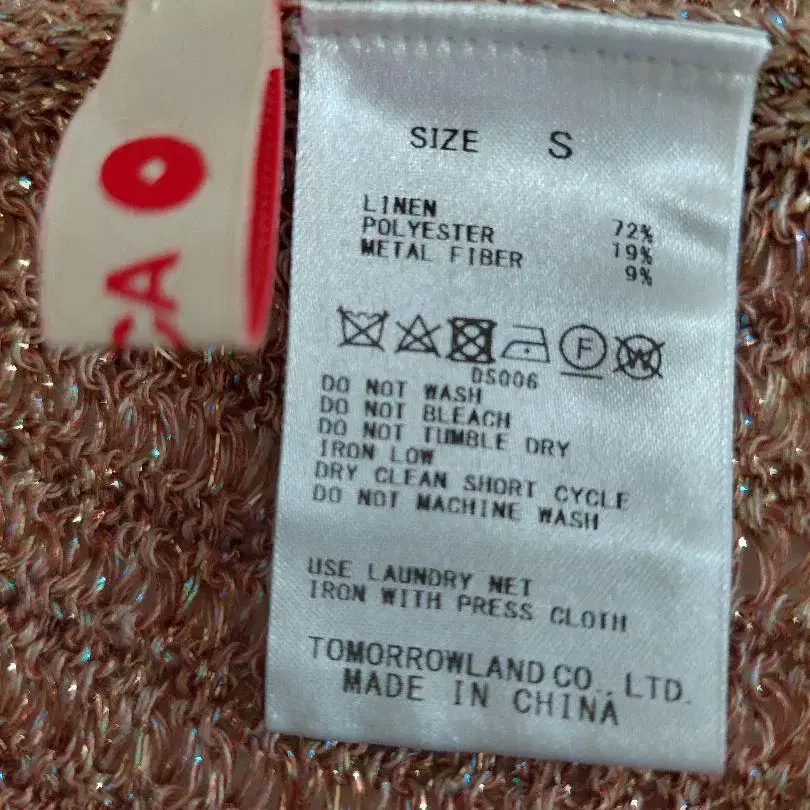 CA O
SIZE S
LINEN 72%
POLYESTER 19%
METAL FIBER 9%
F W
DS006
DO NOT WASH
DO NOT BLEACH
DO NOT TUMBLE DRY
IRON LOW
DRY CLEAN SHORT CYCLE
DO NOT MACHINE WASH
USE LAUNDRY NET
IRON WITH PRESS CLOTH
TOMORROWLAND CO., LTD.
MADE IN CHINA